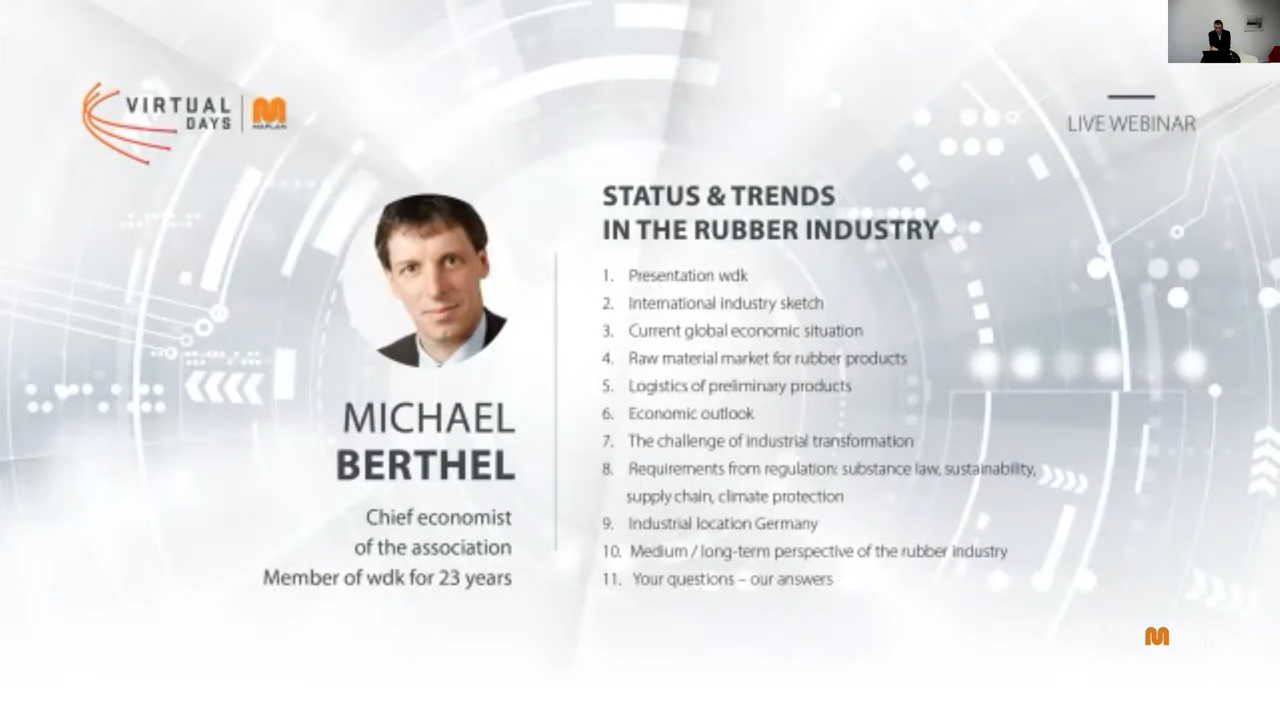 VIRTUAL
DAYS
MAPLAN
LIVE WEBINAR
STATUS & TRENDS
IN THE RUBBER INDUSTRY
1. Presentation wdk
2. International industry sketch
3. Current global economic situation
4. Raw material market for rubber products
5. Logistics of preliminary products
6. Economic outlook
7. The challenge of industrial transformation
8. Requirements from regulation: substance law, sustainability,
supply chain, climate protection
9. Industrial location Germany
10. Medium / long-term perspective of the rubber industry
11. Your questions – our answers
MICHAEL
BERTHEL
Chief economist
of the association
Member of wdk for 23 years